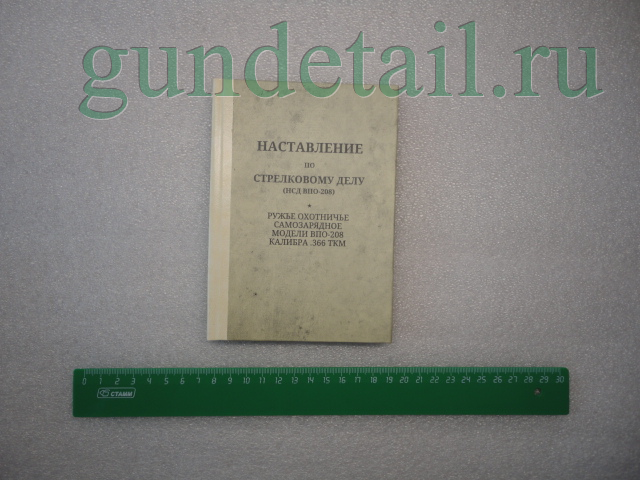 gundetail.ru
НАСТАВЛЕНИЕ
ПО
СТРЕЛКОВОМУ ДЕЛУ
(НСД ВПО-208)
*
РУЖЬЕ ОХОТНИЧЬЕ
САМОЗАРЯДНОЕ
МОДЕЛИ ВПО-208
КАЛИБРА .366 ТКМ
0 1 2 3 4 5 6 7 8 9 10 11 12 13 14 15 16 17 18 19 20 21 22 23 24 25 26 27 28 29 30
СТАММ